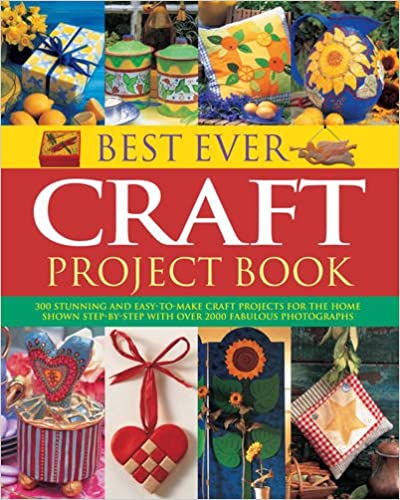 BEST EVER
CRAFT
PROJECT BOOK
300 STUNNING AND EASY-TO-MAKE CRAFT PROJECTS FOR THE HOME
SHOWN STEP-BY-STEP WITH OVER 2000 FABULOUS PHOTOGRAPHS